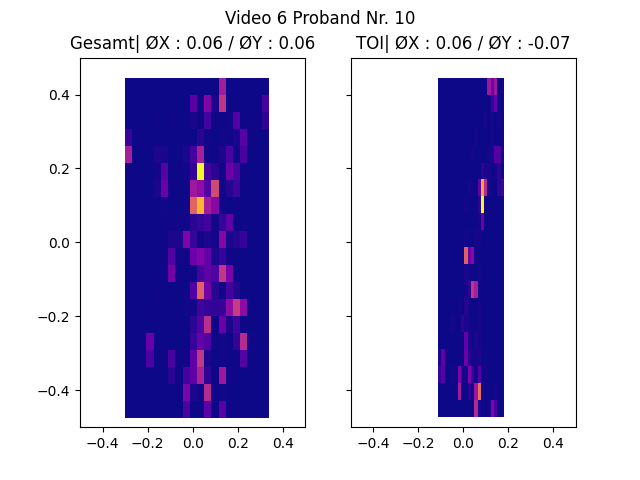 Video 6 Proband Nr. 10
Gesamt| ØX : 0.06 / ØY : 0.06
TOI| ØX : 0.06 / ØY : -0.07
0.4
0.2
0.0
−0.2
−0.4
−0.4 −0.2 0.0 0.2 0.4
−0.4 −0.2 0.0 0.2 0.4